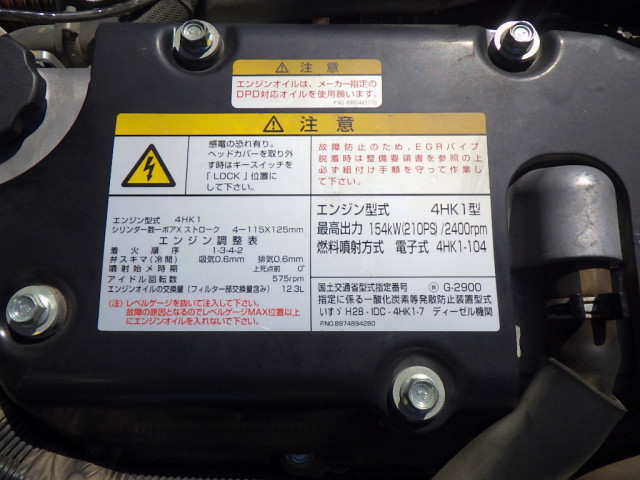 注意
エンジンオイルは、メーカー指定の
DPD対応オイルを使用願います。
注意
感電の恐れ有り。
ヘッドカバーを取り外
す時はキースイッチを
「LOCK」位置に
して下さい。
故障防止のため、EGRパイプ
脱着時は整備要領書を参照の上
必ず組付け手順を守って作業し
て下さい。
エンジン型式 4HK1
シリンダー数ーボアX ストローク 4-115X125mm
エンジン調整表
着火順序 1-3-4-2
弁スキマ(冷間) 吸気0.6mm 排気0.6mm
噴射始メ時期 上死点前 0°
アイドル回転数 575rpm
エンジンオイルの交換量(フィルター部交換量含み) 12.3L
(注)レベルゲージを抜いて注入して下さい。
故障の原因となるのでレベルゲージMAX位置以上
にエンジンオイルを入れないで下さい。
エンジン型式 4HK1型
最高出力 154kW(210PS)/2400rpm
燃料噴射方式 電子式 4HK1-104
国土交通省型式指定番号 G-2900
指定に係る一酸化炭素等発散防止装置型式
いすゞH28-IDC-4HK1-7 ディーゼル機関
P/NO.8974894280